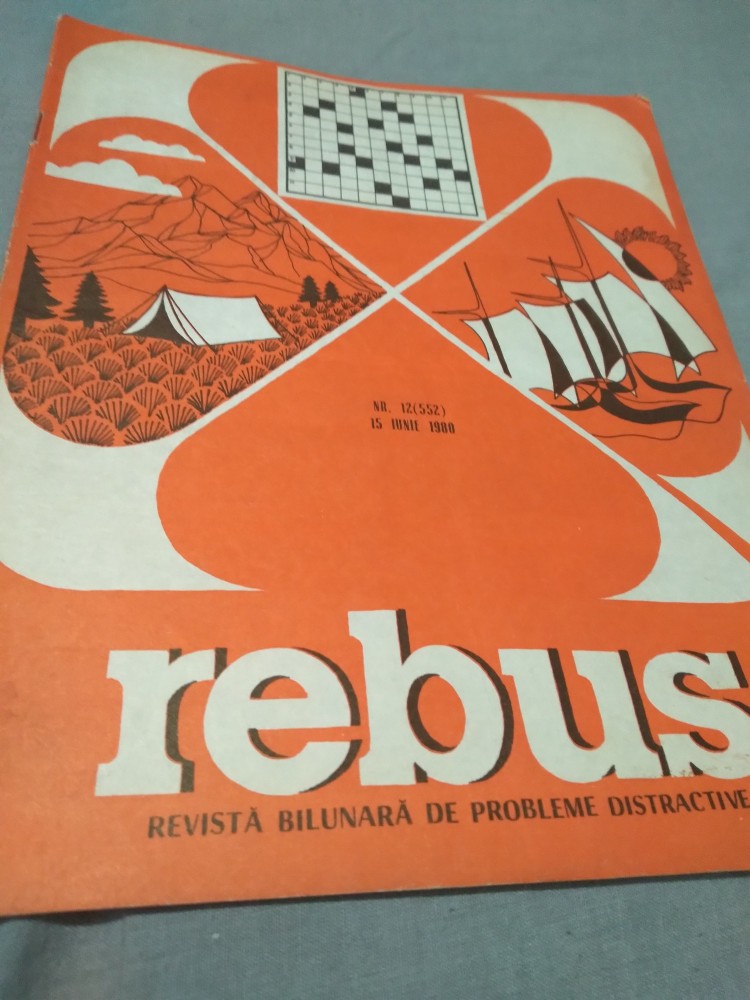 NR. 12(552)
15 IUNIE 1980
rebus
REVISTĂ BILUNARĂ DE PROBLEME DISTRACTIVE